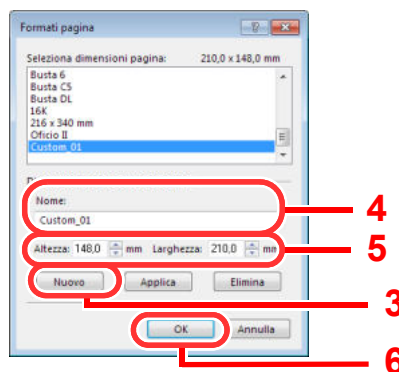 Formati pagina
Seleziona dimensioni pagina: 210,0 x 148,0 mm
Busta 6
Busta C5
Busta DL
16K
216 x 340 mm
Oficio II
Custom_01
Nome:
Custom_01
4
Altezza: 148,0 mm Larghezza: 210,0 mm
5
Nuovo Applica Elimina
3
OK Annulla
6